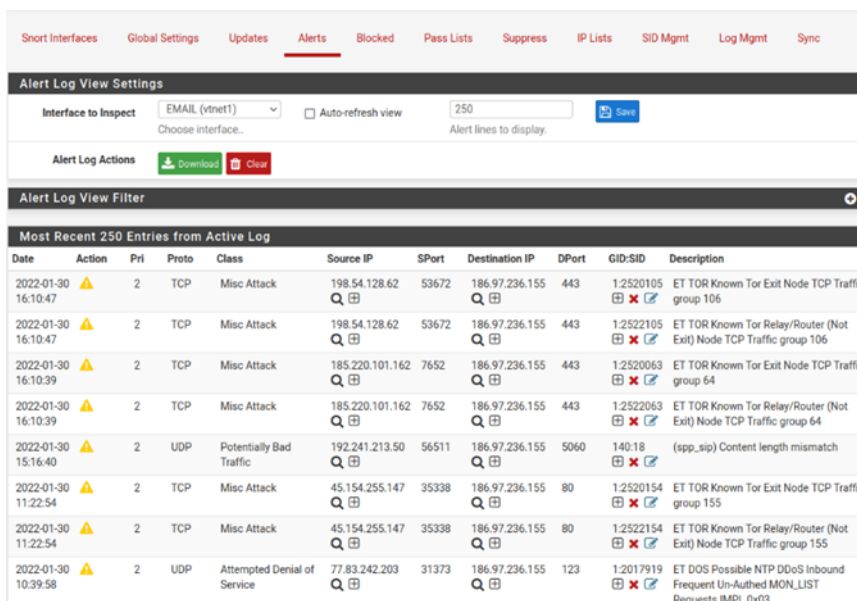 Snort Interfaces Global Settings Updates Alerts Blocked Pass Lists Suppress IP Lists SID Mgmt Log Mgmt Sync
Alert Log View Settings
Interface to Inspect EMAIL (vtnet1) Auto-refresh view 250 Save
Choose interface.. Alert lines to display.
Alert Log Actions Download Clear
Alert Log View Filter
Most Recent 250 Entries from Active Log
Date Action Pri Proto Class Source IP SPort Destination IP DPort GID:SID Description
2022-01-30 2 TCP Misc Attack 198.54.128.62 53672 186.97.236.155 443 1:2520105 ET TOR Known Tor Exit Node TCP Traffi
16:10:47 group 106
2022-01-30 2 TCP Misc Attack 198.54.128.62 53672 186.97.236.155 443 1:2522105 ET TOR Known Tor Relay/Router (Not
16:10:47 Exit) Node TCP Traffic group 106
2022-01-30 2 TCP Misc Attack 185.220.101.162 7652 186.97.236.155 443 1:2520063 ET TOR Known Tor Exit Node TCP Traffi
16:10:39 group 64
2022-01-30 2 TCP Misc Attack 185.220.101.162 7652 186.97.236.155 443 1:2522063 ET TOR Known Tor Relay/Router (Not
16:10:39 Exit) Node TCP Traffic group 64
2022-01-30 2 UDP Potentially Bad 192.241.213.50 56511 186.97.236.155 5060 140:18 (spp_sip) Content length mismatch
15:16:40 Traffic
2022-01-30 2 TCP Misc Attack 45.154.255.147 35338 186.97.236.155 80 1:2520154 ET TOR Known Tor Exit Node TCP Traffi
11:22:54 group 155
2022-01-30 2 TCP Misc Attack 45.154.255.147 35338 186.97.236.155 80 1:2522154 ET TOR Known Tor Relay/Router (Not
11:22:54 Exit) Node TCP Traffic group 155
2022-01-30 2 UDP Attempted Denial of 77.83.242.203 31373 186.97.236.155 123 1:2017919 ET DOS Possible NTP DDoS Inbound
10:39:58 Service Frequent Un-Authed MON_LIST
Requests IMPL 0x03